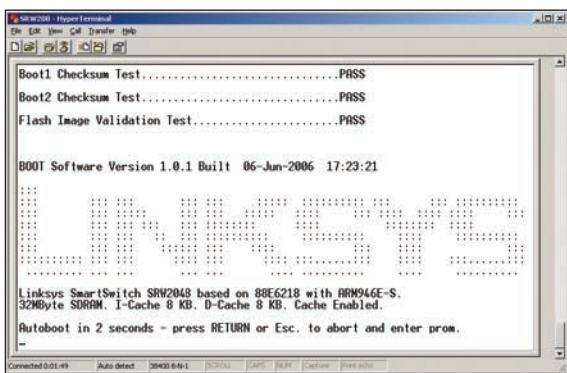 SRW200 - HyperTerminal
File Edit View Call Transfer Help
Boot1 Checksum Test...............................PASS
Boot2 Checksum Test...............................PASS
Flash Image Validation Test.......................PASS
BOOT Software Version 1.0.1 Built 06-Jun-2006 17:23:21
LINKSYS
Linksys SmartSwitch SRW2048 based on 88E6218 with ARM946E-S.
32MByte SDRAM. I-Cache 8 KB. D-Cache 8 KB. Cache Enabled.
Autoboot in 2 seconds - press RETURN or Esc. to abort and enter prom.
Connected 0:01:49 Auto detect 38400 8-N-1 SCROLL CAPS NUM Capture Print echo